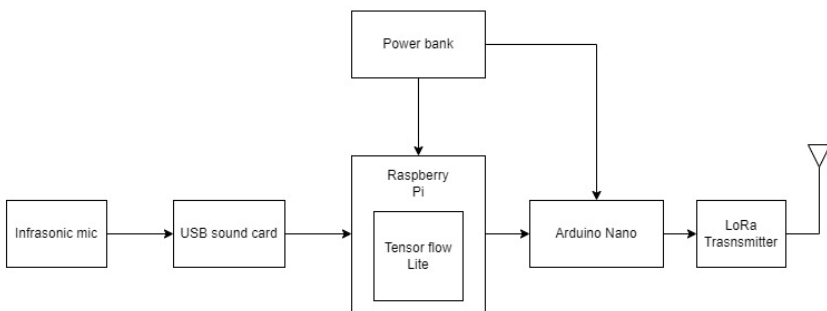 Power bank
Raspberry
Pi
Infrasonic mic
USB sound card
Tensor flow
Lite
Arduino Nano
LoRa
Trasnsmitter